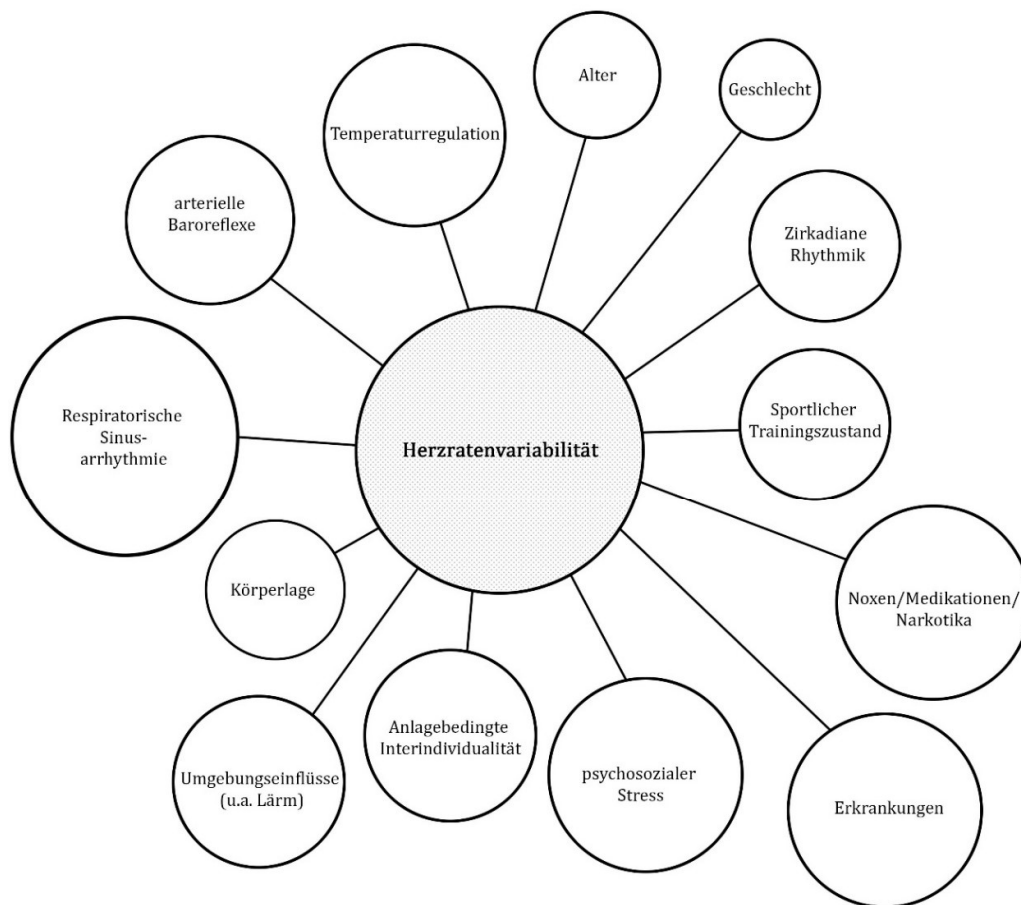 Alter
Geschlecht
Temperaturregulation
arterielle
Baroreflexe
Zirkadiane
Rhythmik
Respiratorische
Sinus-
arrhythmie
Sportlicher
Trainingszustand
Herzratenvariabilität
Körperlage
Noxen/Medikationen/
Narkotika
Anlagebedingte
Interindividualität
Umgebungseinflüsse
(u.a. Lärm)
psychosozialer
Stress
Erkrankungen